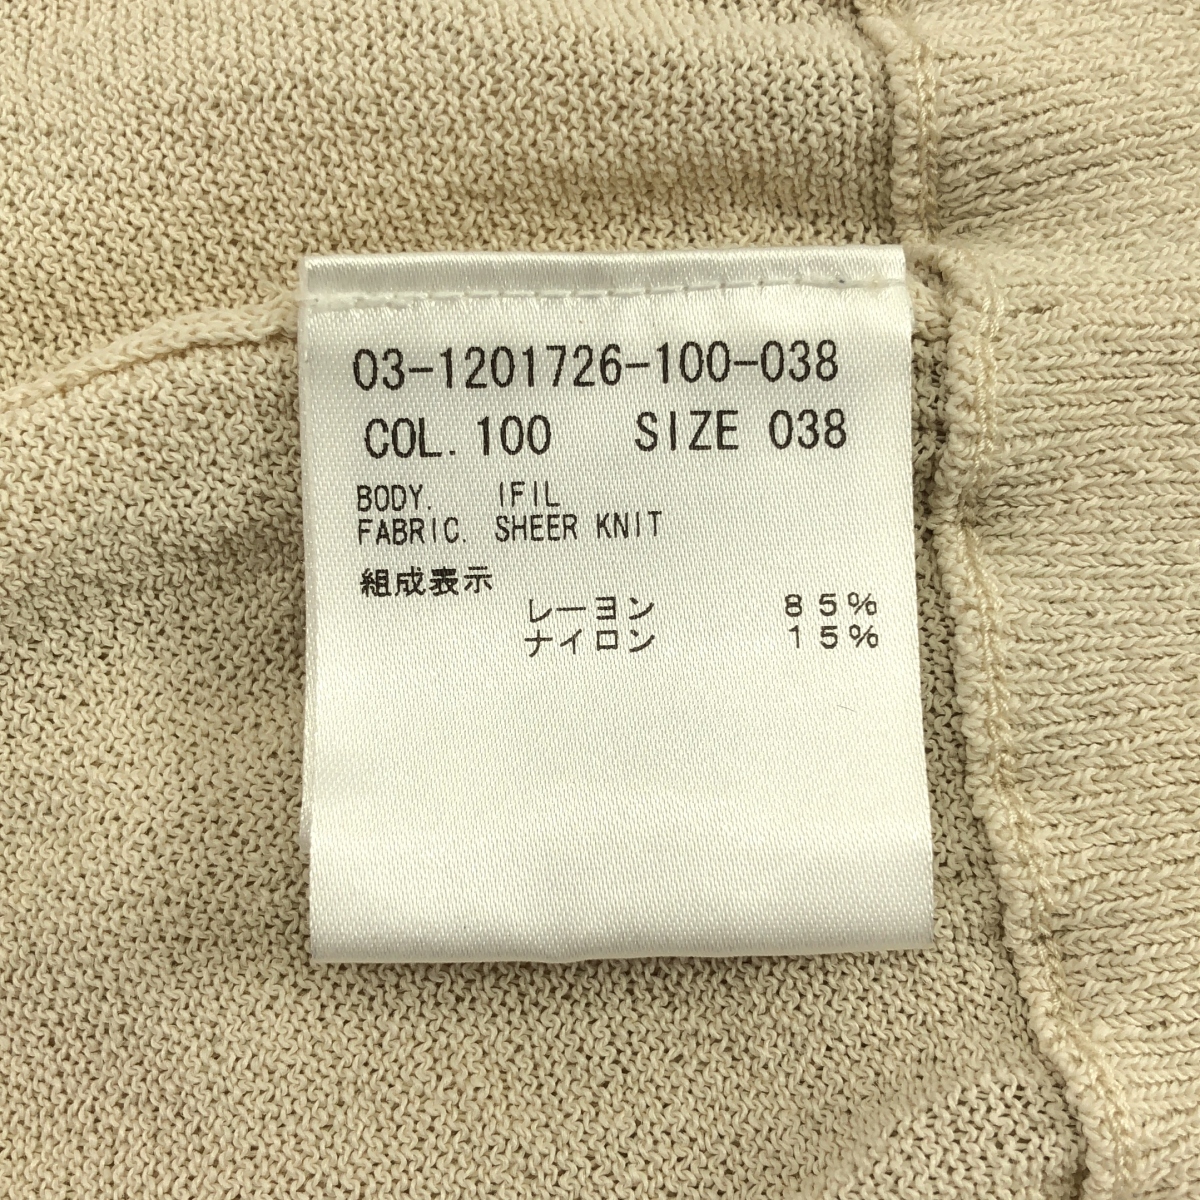 03-1201726-100-038
COL. 100 SIZE 038
BODY. IFIL
FABRIC. SHEER KNIT
組成表示
レーヨン 85%
ナイロン 15%